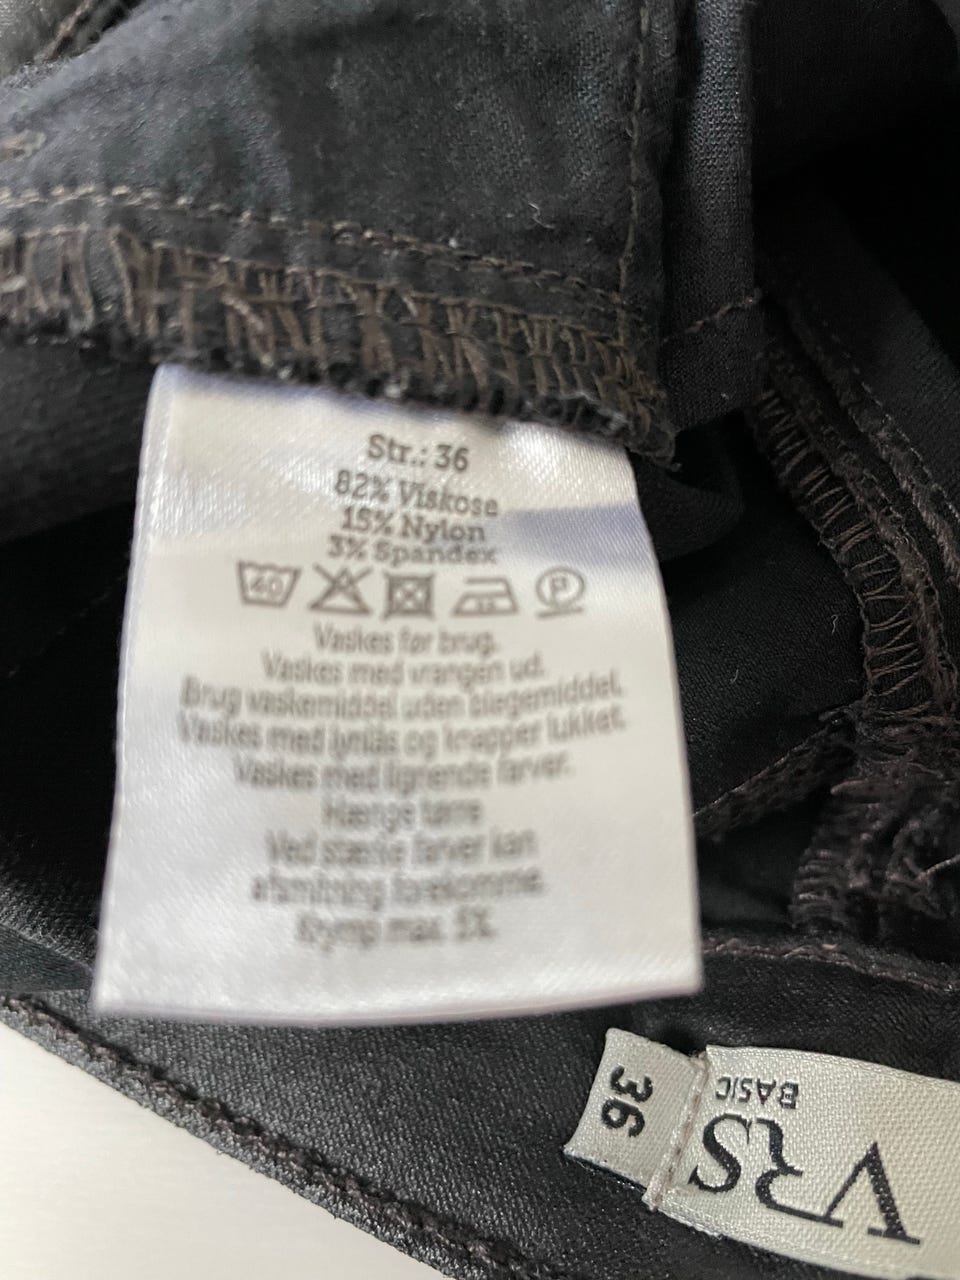 Str.: 36
82% Viskose
15% Nylon
3% Spandex
40 P
Vaskes før brug.
Vaskes med vrangen ud.
Brug vaskemiddel uden blegemiddel.
Vaskes med lynlås og knapper lukket.
Vaskes med lignende farver.
Hænge tørre
Ved stærke farver kan
afsmitning forekomme.
Krymp max. 5%
36
VRS
BASIC